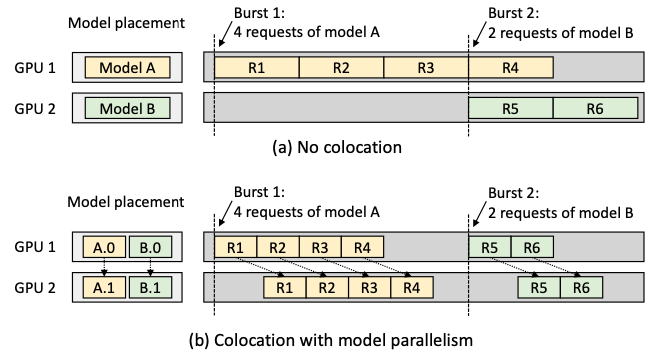 Model placement
Burst 1:
4 requests of model A
Burst 2:
2 requests of model B
GPU 1
Model A
R1
R2
R3
R4
GPU 2
Model B
R5
R6
(a) No colocation
Model placement
Burst 1:
4 requests of model A
Burst 2:
2 requests of model B
GPU 1
A.0
B.0
R1
R2
R3
R4
R5
R6
GPU 2
A.1
B.1
R1
R2
R3
R4
R5
R6
(b) Colocation with model parallelism